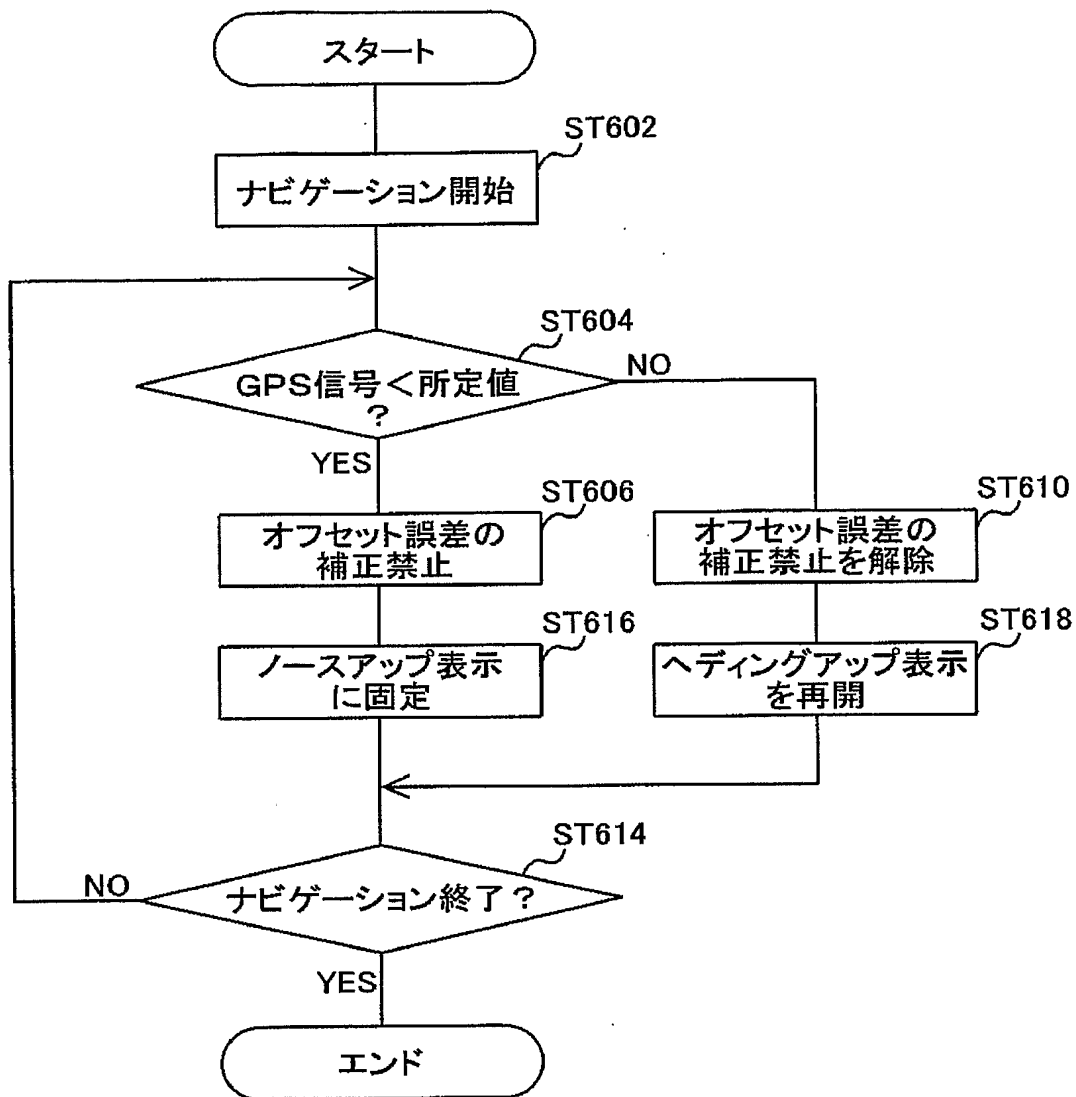 スタート
ST602
ナビゲーション開始
ST604
GPS信号＜所定値
？
NO
YES
ST606
オフセット誤差の
補正禁止
ST610
オフセット誤差の
補正禁止を解除
ST616
ノースアップ表示
に固定
ST618
ヘディングアップ表示
を再開
ST614
ナビゲーション終了？
NO
YES
エンド